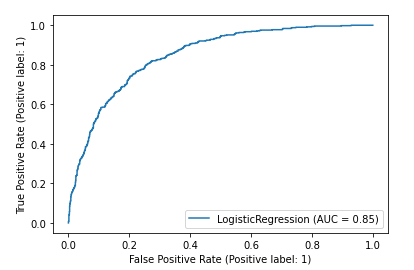 1.0
0.8
0.6
0.4
0.2
0.0
True Positive Rate (Positive label: 1)
LogisticRegression (AUC = 0.85)
0.0 0.2 0.4 0.6 0.8 1.0
False Positive Rate (Positive label: 1)